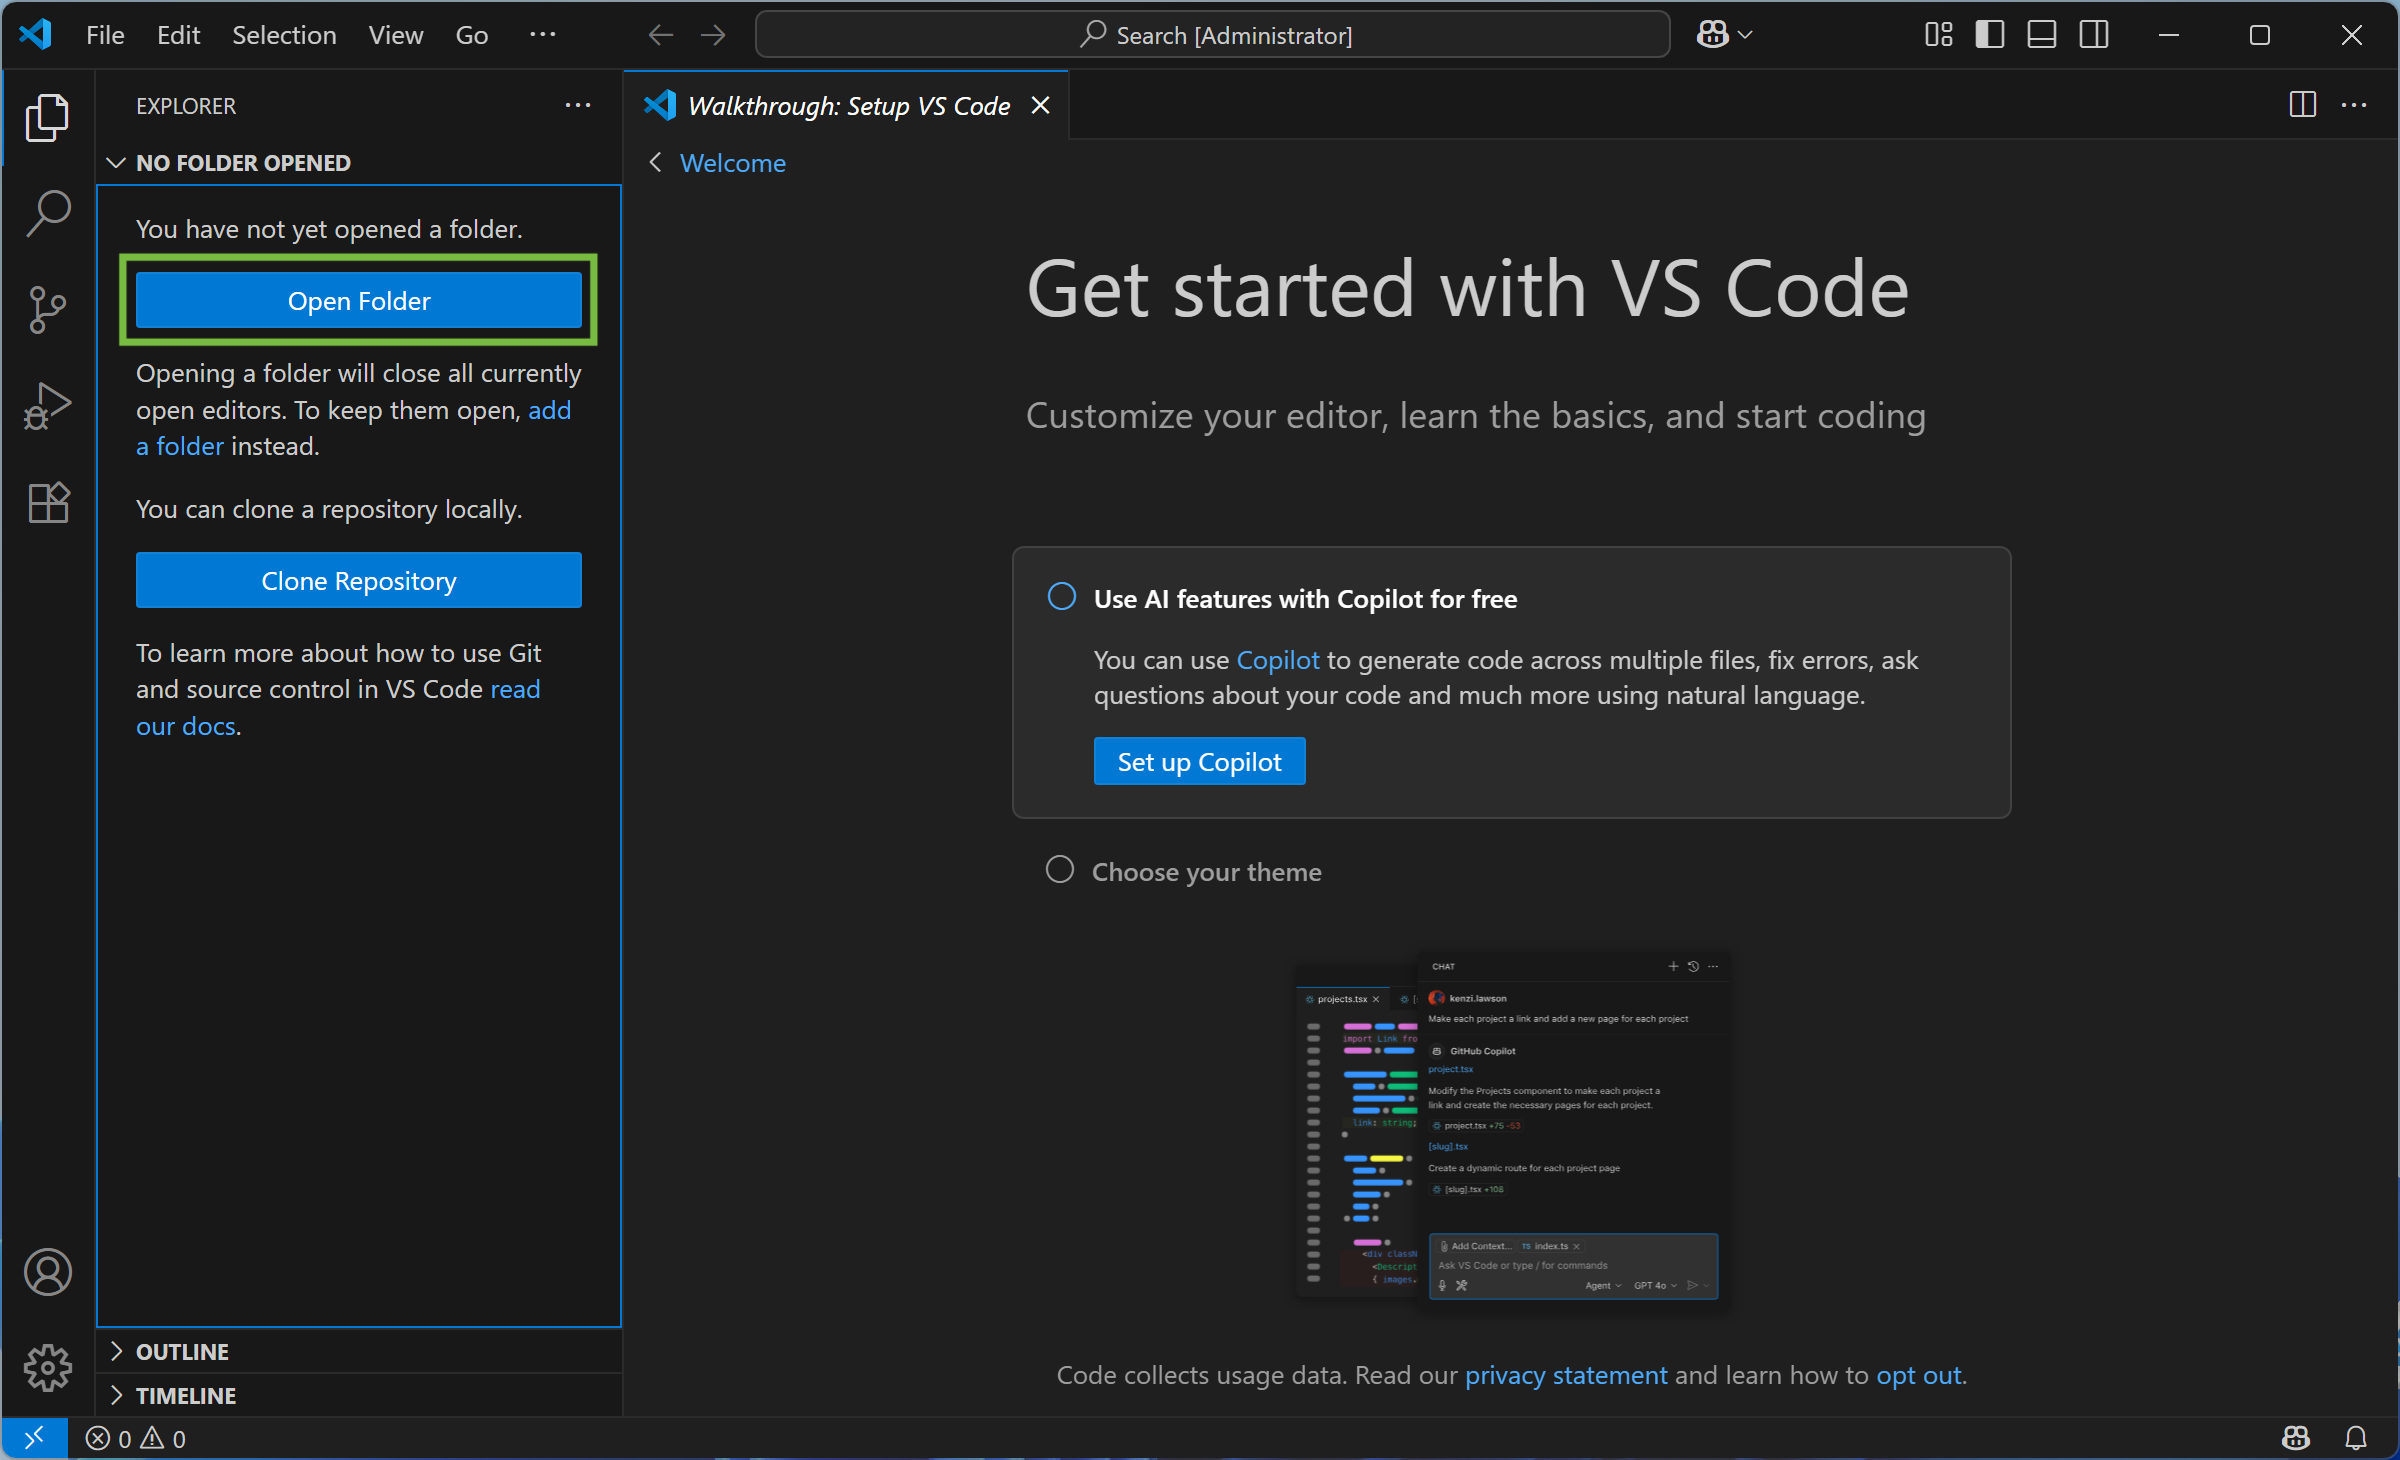 File Edit Selection View Go ···
Search [Administrator]
EXPLORER
Walkthrough: Setup VS Code
NO FOLDER OPENED
Welcome
You have not yet opened a folder.
Open Folder
Opening a folder will close all currently
open editors. To keep them open, add
a folder instead.
You can clone a repository locally.
Clone Repository
To learn more about how to use Git
and source control in VS Code read
our docs.
Get started with VS Code
Customize your editor, learn the basics, and start coding
Use AI features with Copilot for free
You can use Copilot to generate code across multiple files, fix errors, ask
questions about your code and much more using natural language.
Set up Copilot
Choose your theme
projects.tsx
import Link fro
link: string;
<div classN
<Descript
{ images.
CHAT
kenzi.lawson
Make each project a link and add a new page for each project
GitHub Copilot
project.tsx
Modify the Projects component to make each project a
link and create the necessary pages for each project.
project.tsx +75 -53
[slug].tsx
Create a dynamic route for each project page
[slug].tsx +108
Add Context... TS index.ts
Ask VS Code or type / for commands
Agent GPT 4o
OUTLINE
TIMELINE
Code collects usage data. Read our privacy statement and learn how to opt out.
0 0